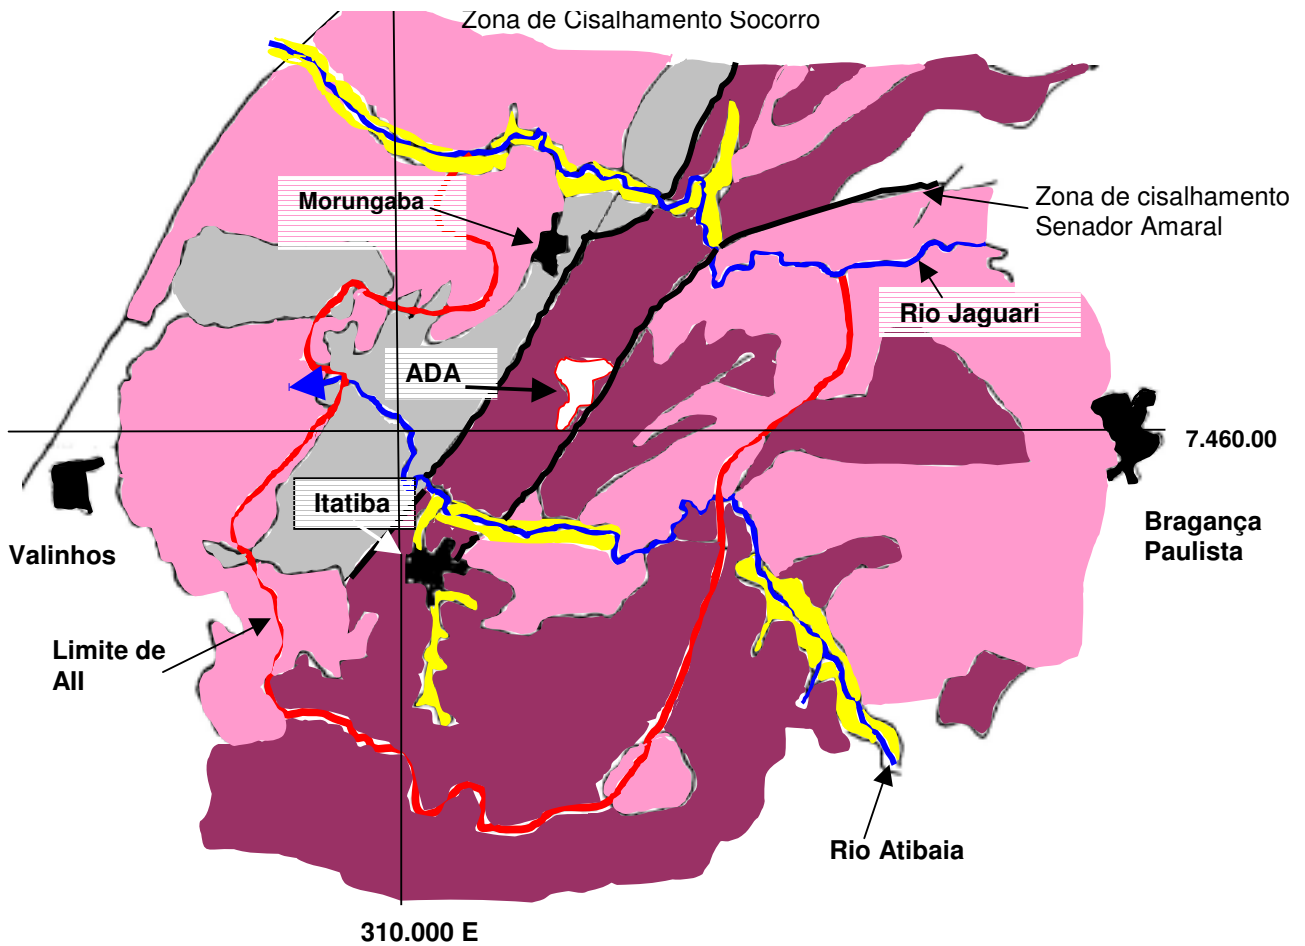 Zona de Cisalhamento Socorro
Morungaba
Zona de cisalhamento
Senador Amaral
Rio Jaguari
ADA
7.460.00
Itatiba
Bragança
Paulista
Valinhos
Limite de
AII
Rio Atibaia
310.000 E